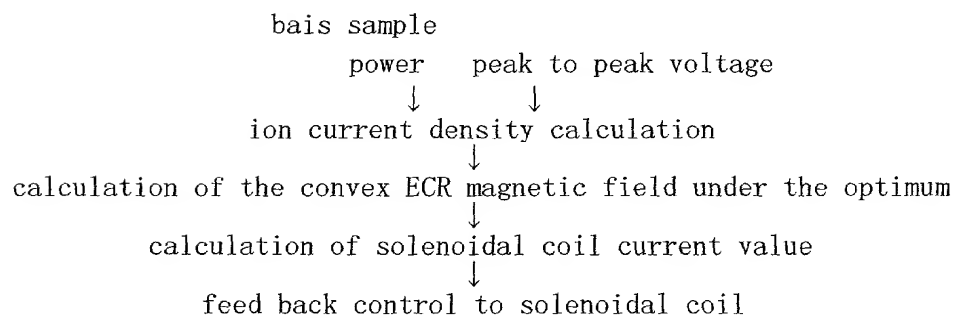 bais sample
power peak to peak voltage
↓ ↓
ion current density calculation
↓
calculation of the convex ECR magnetic field under the optimum
↓
calculation of solenoidal coil current value
↓
feed back control to solenoidal coil